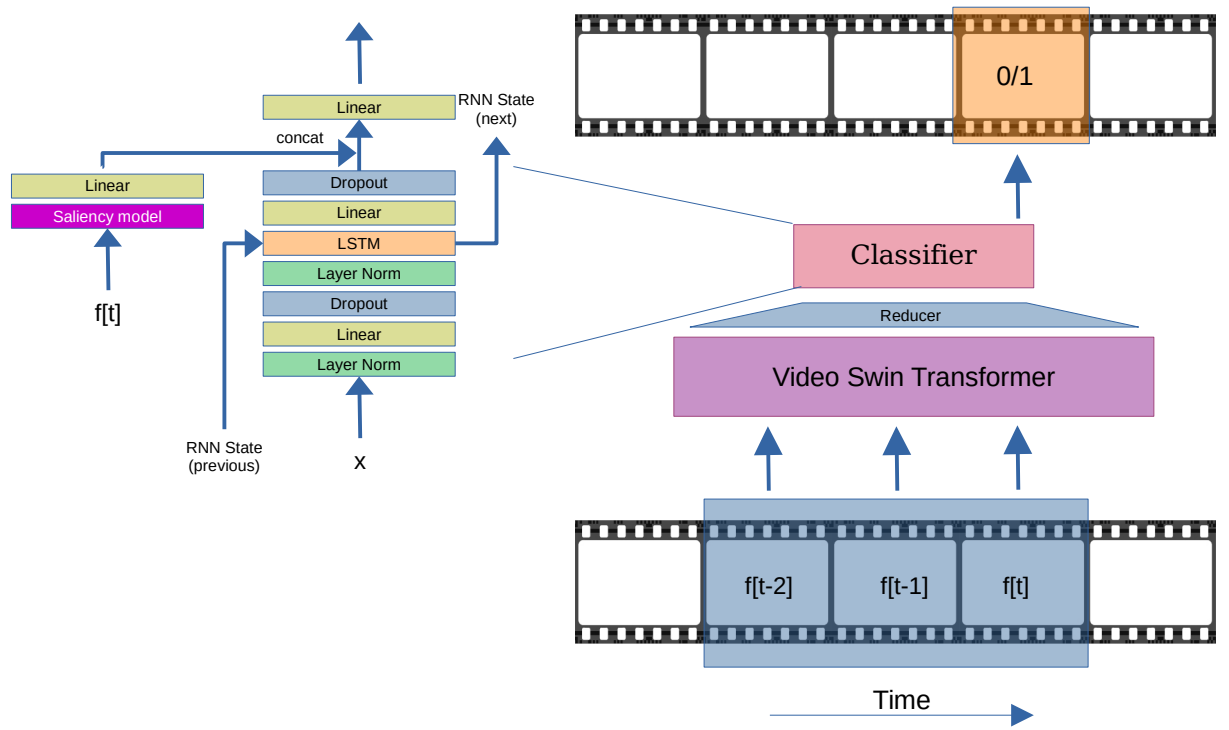 0/1
RNN State
(next)
Linear
concat
Linear
Saliency model
f[t]
Dropout
Linear
LSTM
Layer Norm
Dropout
Linear
Layer Norm
RNN State
(previous)
x
Classifier
Reducer
Video Swin Transformer
f[t-2]
f[t-1]
f[t]
Time